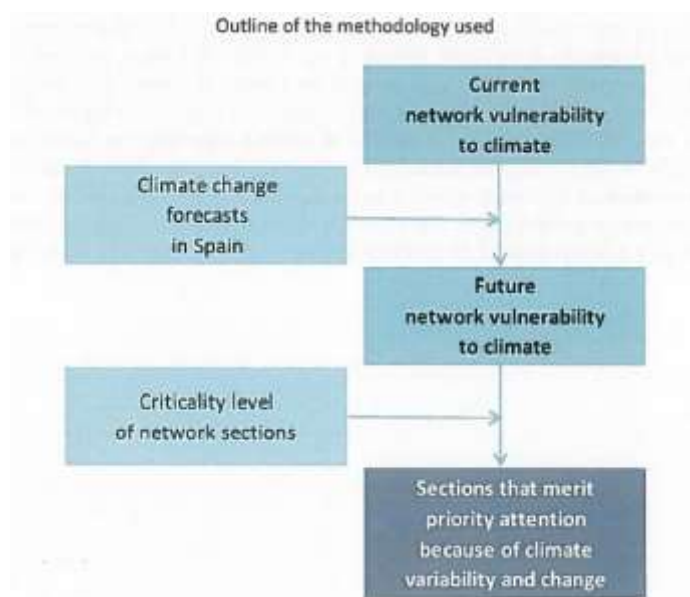 Outline of the methodology used
Current
network vulnerability
to climate
Climate change
forecasts
in Spain
Future
network vulnerability
to climate
Criticality level
of network sections
Sections that merit
priority attention
because of climate
variability and change